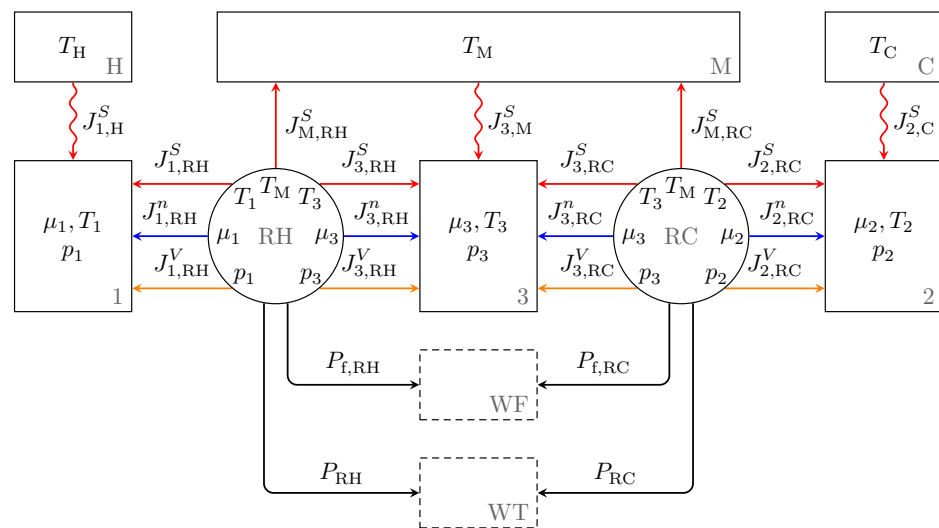 T_H
H
T_M
M
T_C
C
J^S_{1,H}
J^S_{M,RH}
J^S_{3,M}
J^S_{M,RC}
J^S_{2,C}
J^S_{1,RH}
J^S_{3,RH}
J^S_{3,RC}
J^S_{2,RC}
T_1 T_M T_3
T_3 T_M T_2
μ_1, T_1
p_1
1
J^n_{1,RH}
μ_1 RH μ_3
J^n_{3,RH}
μ_3, T_3
p_3
3
J^n_{3,RC}
μ_3 RC μ_2
J^n_{2,RC}
μ_2, T_2
p_2
2
J^V_{1,RH}
p_1 p_3
J^V_{3,RH}
J^V_{3,RC}
p_3 p_2
J^V_{2,RC}
P_{f,RH}
P_{f,RC}
WF
P_{RH}
P_{RC}
WT